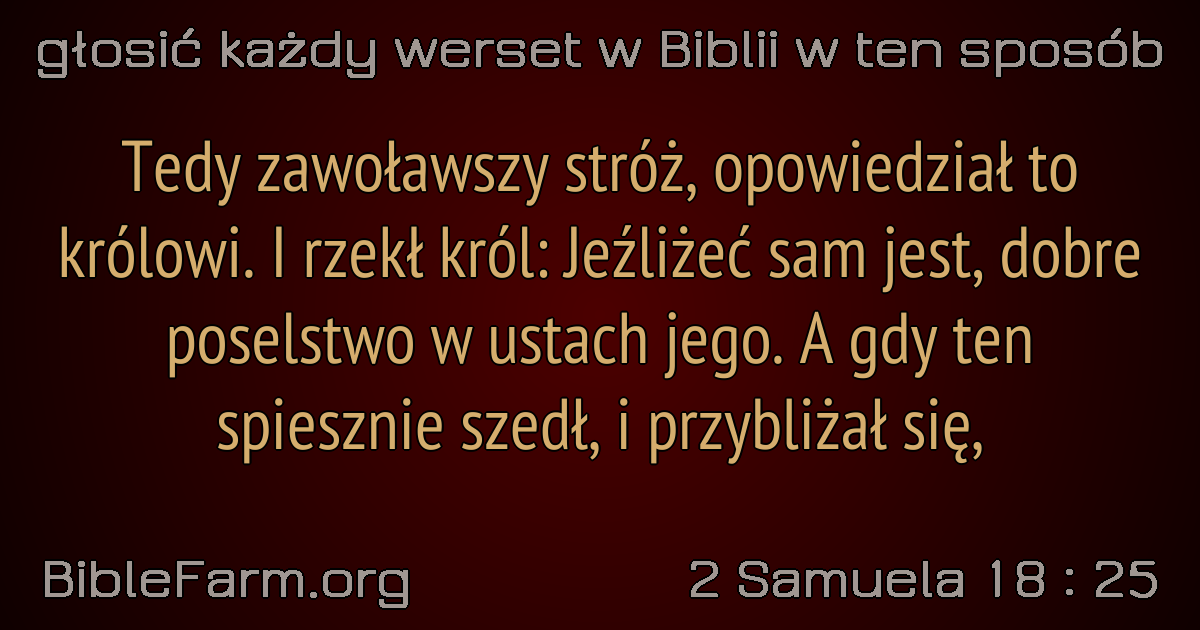 głosić każdy werset w Biblii w ten sposób
Tedy zawoławszy stróż, opowiedział to
królowi. I rzekł król: Jeźliżeć sam jest, dobre
poselstwo w ustach jego. A gdy ten
spiesznie szedł, i przybliżał się,
BibleFarm.org
2 Samuela 18 : 25